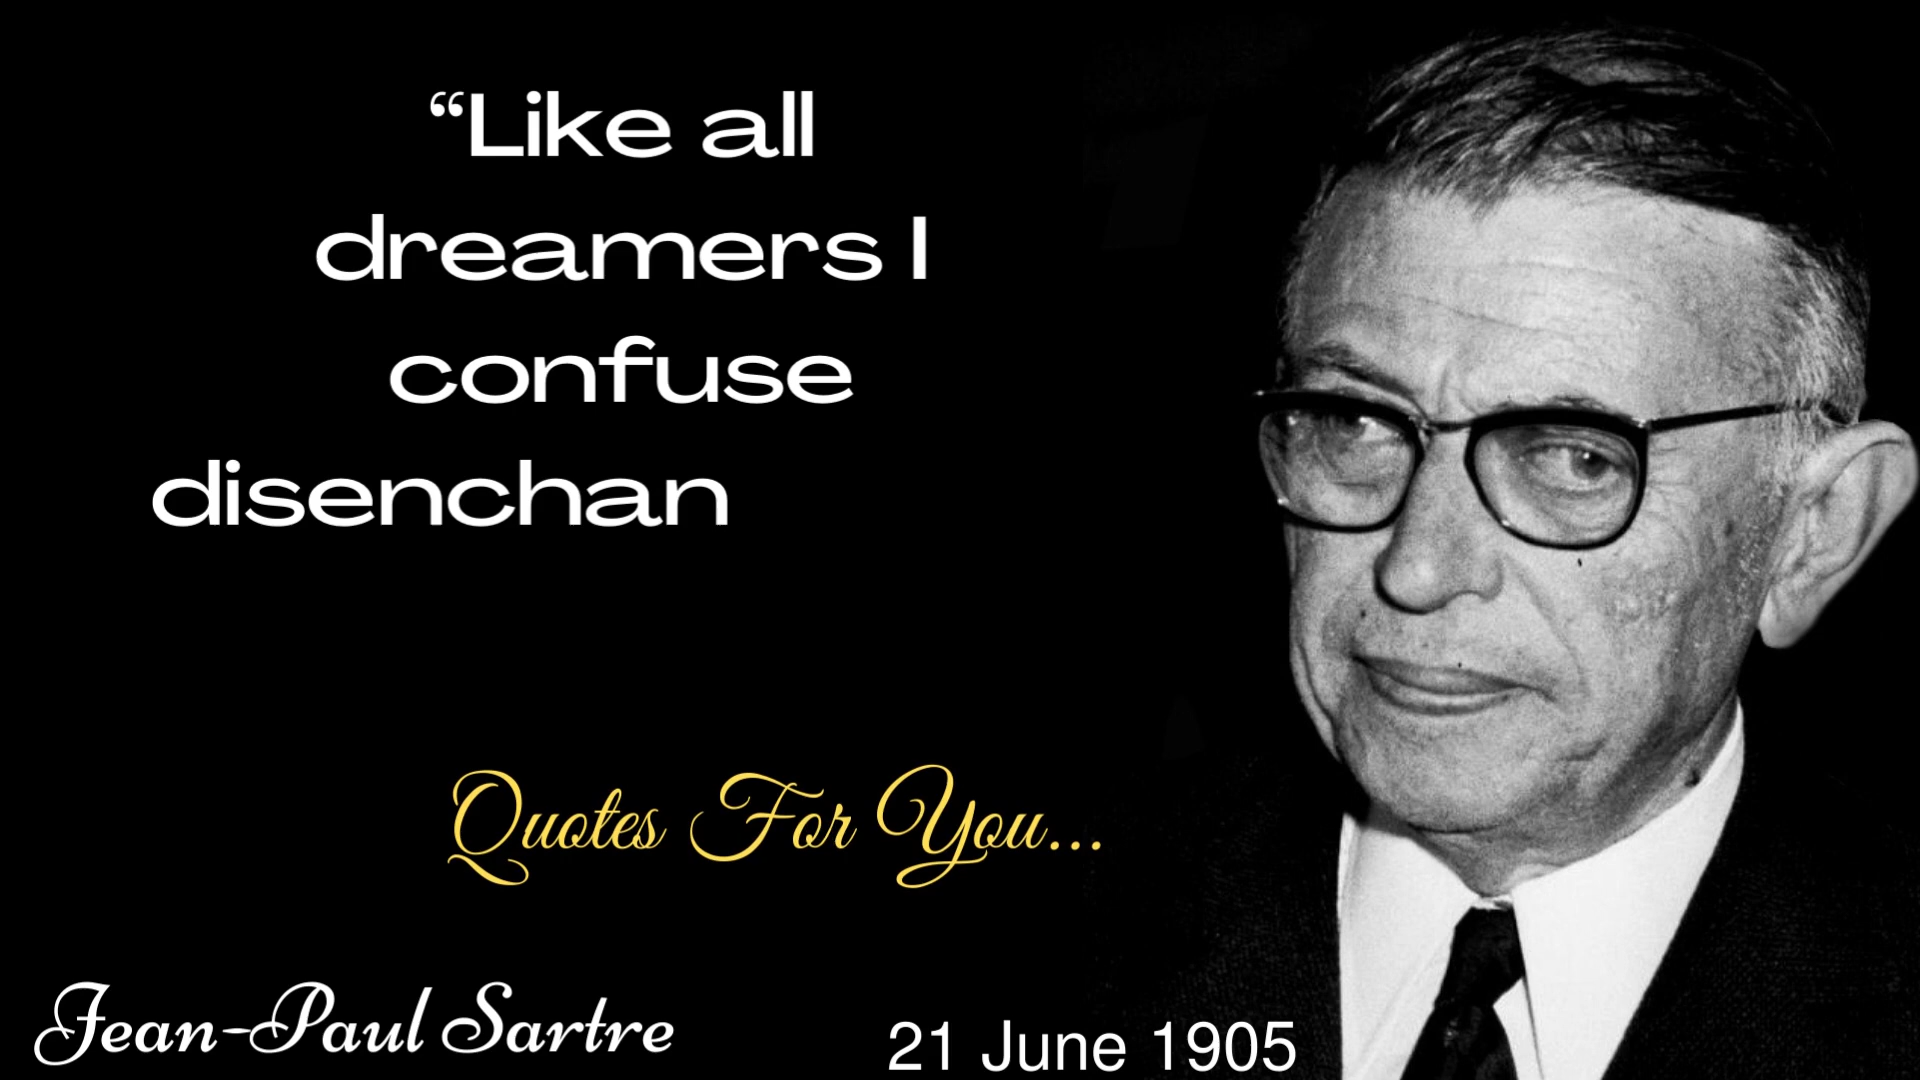 “Like all
dreamers I
confuse
disenchan
Quotes For You...
Jean-Paul Sartre
21 June 1905